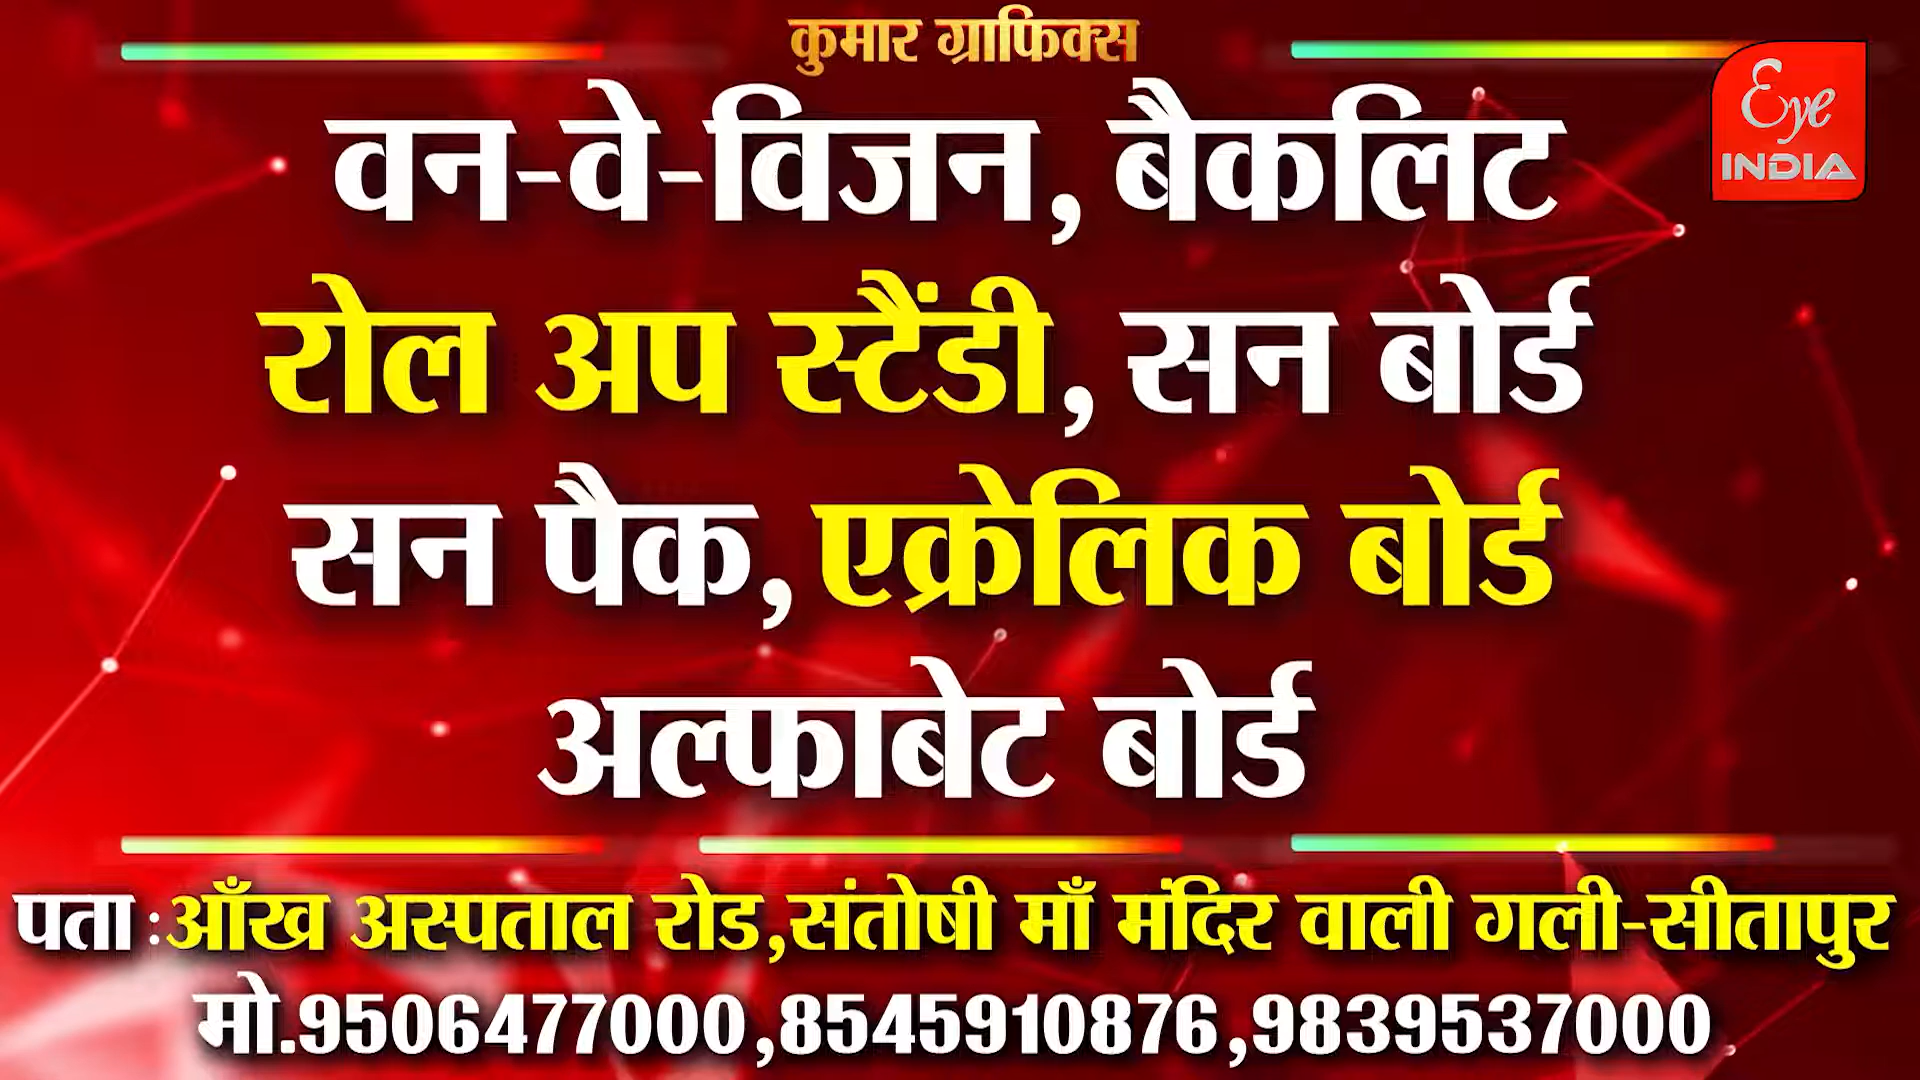 कुमार ग्राफिक्स
Eye
INDIA
वन-वे-विजन, बैकलिट
रोल अप स्टैंडी, सन बोर्ड
सन पैक, एक्रेलिक बोर्ड
अल्फाबेट बोर्ड
पता :आँख अस्पताल रोड,संतोषी माँ मंदिर वाली गली-सीतापुर
मो.9506477000,8545910876,9839537000